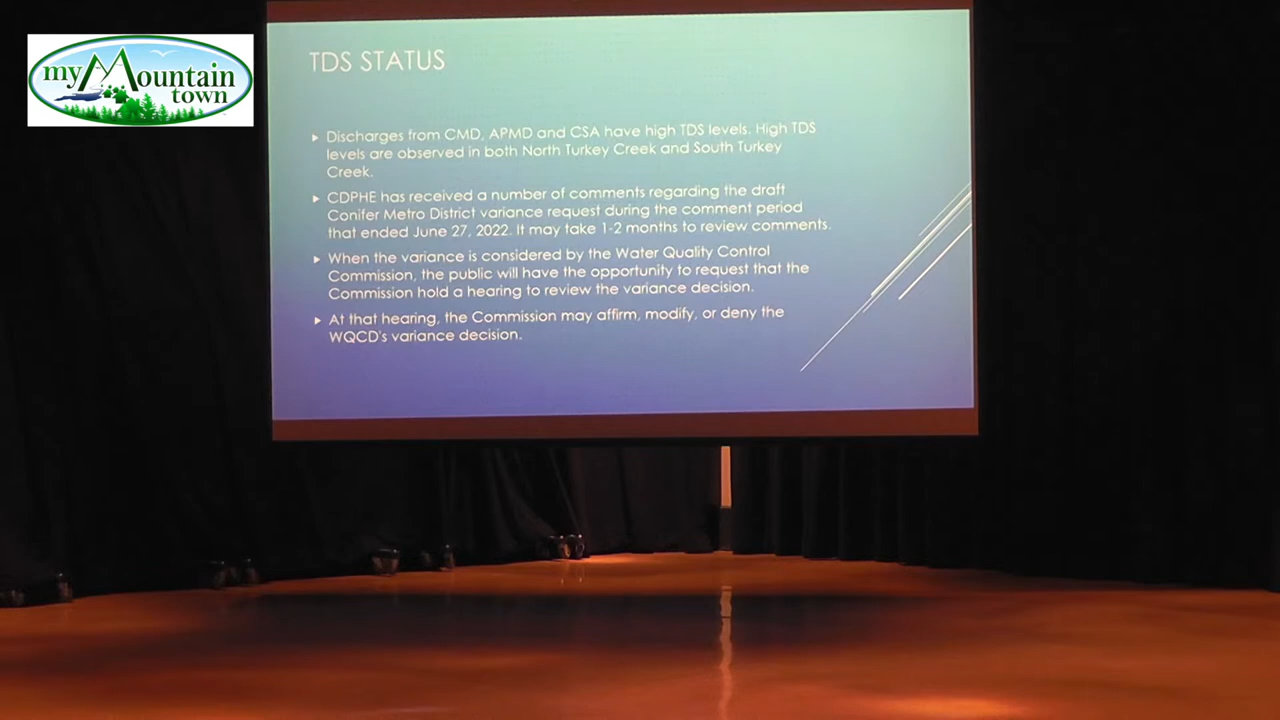 my Mountain
town
TDS STATUS
Discharges from CMD, APMD and CSA have high TDS levels. High TDS
levels are observed in both North Turkey Creek and South Turkey
Creek.
CDPHE has received a number of comments regarding the draft
Conifer Metro District variance request during the comment period
that ended June 27, 2022. It may take 1-2 months to review comments.
When the variance is considered by the Water Quality Control
Commission, the public will have the opportunity to request that the
Commission hold a hearing to review the variance decision.
At that hearing, the Commission may affirm, modify, or deny the
WQCD's variance decision.